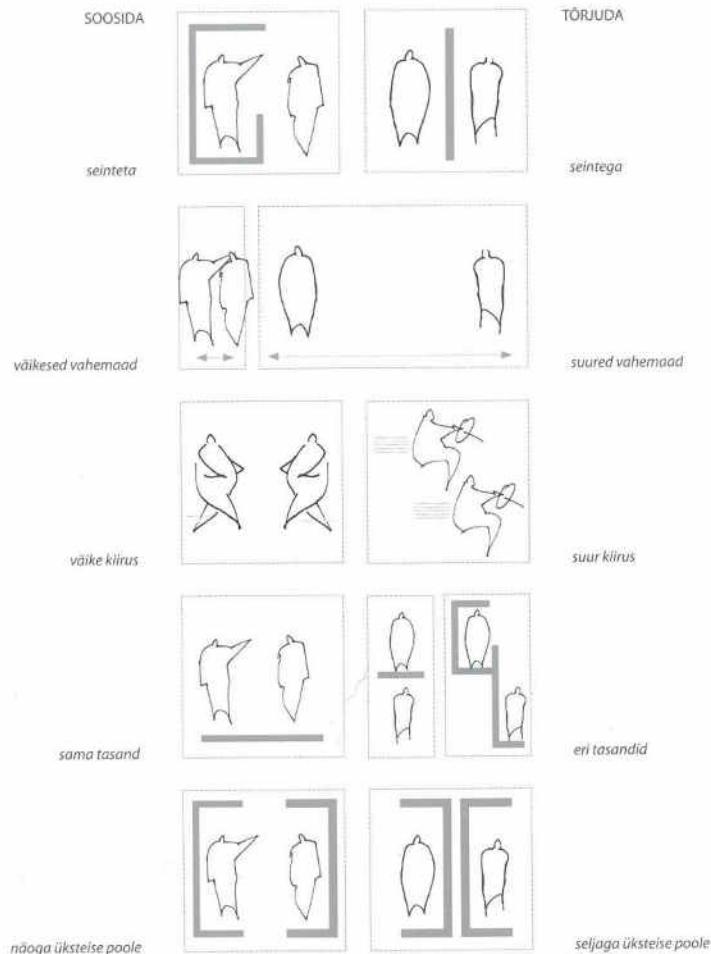 SOOSIDA
TÕRJUDA
seinteta
seintega
väikesed vahemaad
suured vahemaad
väike kiirus
suur kiirus
sama tasand
eri tasandid
näoga üksteise poole
seljaga üksteise poole